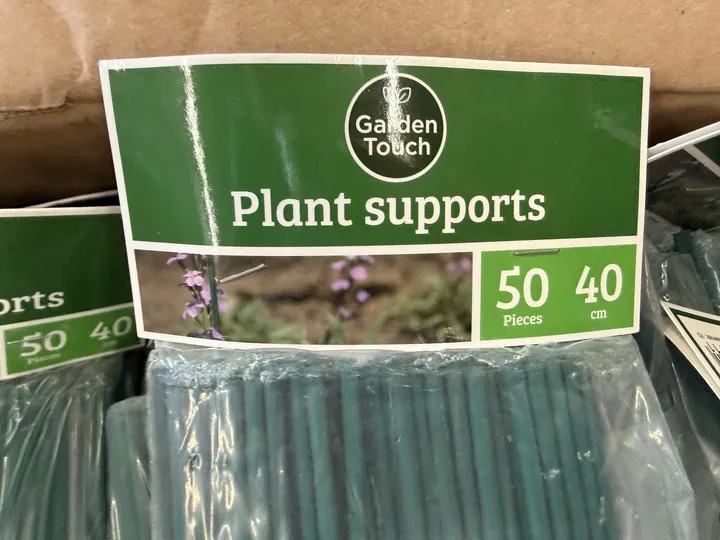 Garden
Touch
Plant supports
50 40
Pieces cm
orts
50 40
Pieces cm